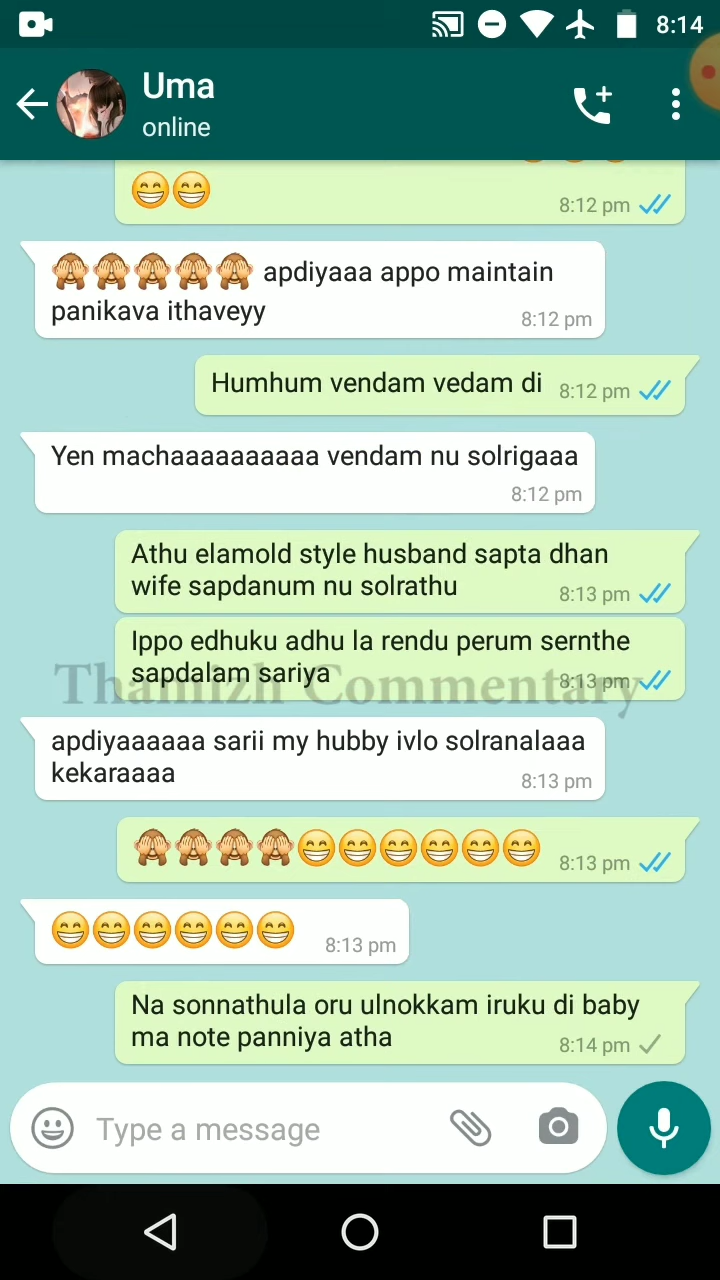 8:14
Uma
online
😁😁
8:12 pm
🙈🙈🙈🙈🙈 apdiyaaa appo maintain
panikava ithaveyy
8:12 pm
Humhum vendam vedam di
8:12 pm
Yen machaaaaaaaaaa vendam nu solrigaaa
8:12 pm
Athu elamold style husband sapta dhan
wife sapdanum nu solrathu
8:13 pm
Ippo edhuku adhu la rendu perum sernthe
sapdalam sariya
8:13 pm
Thamizh Commentary
apdiyaaaaaa sarii my hubby ivlo solranalaaa
kekaraaaa
8:13 pm
🙈🙈🙈🙈😁😁😁😁😁😁
8:13 pm
😁😁😁😁😁😁
8:13 pm
Na sonnathula oru ulnokkam iruku di baby
ma note panniya atha
8:14 pm
Type a message